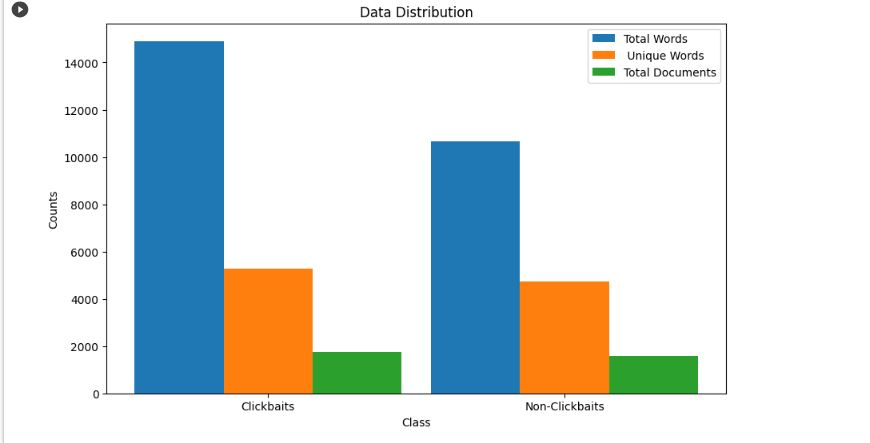 Data Distribution
Total Words
Unique Words
Total Documents
14000
12000
10000
8000
6000
4000
2000
0
Counts
Clickbaits
Non-Clickbaits
Class